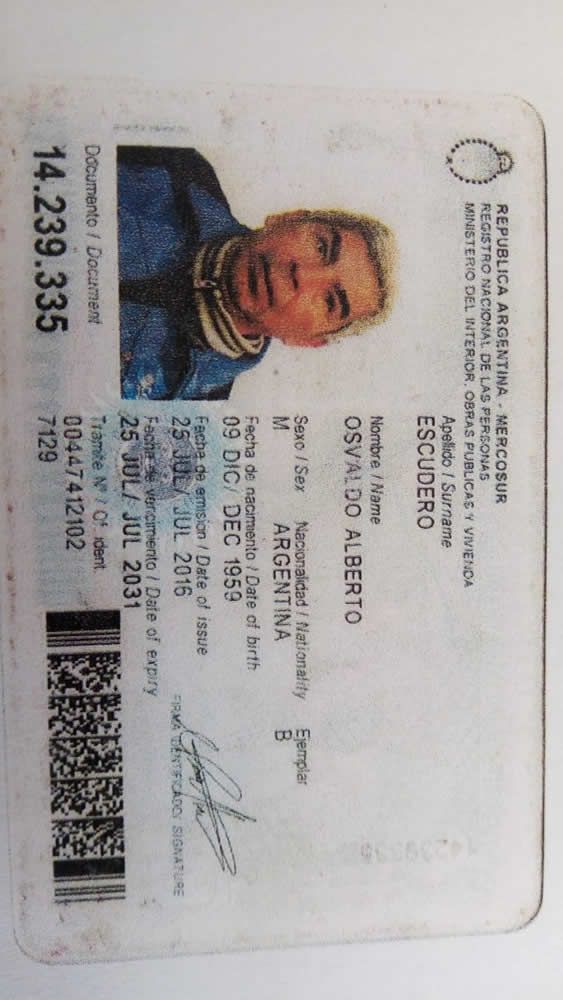 REPUBLICA ARGENTINA - MERCOSUR
REGISTRO NACIONAL DE LAS PERSONAS
MINISTERIO DEL INTERIOR, OBRAS PUBLICAS Y VIVIENDA
Apellido / Surname
ESCUDERO
Nombre / Name
OSVALDO ALBERTO
Sexo / Sex Nacionalidad / Nationality Ejemplar
M ARGENTINA B
Fecha de nacimiento / Date of birth
09 DIC/ DEC 1959
Fecha de emisión / Date of issue
25 JUL/ JUL 2016
Fecha de vencimiento / Date of expiry
25 JUL/ JUL 2031
FIRMA IDENTIFICADO/ SIGNATURE
Documento / Document
14.239.335
Tramite Nº / Of. ident.
00447412102
7129
14239335